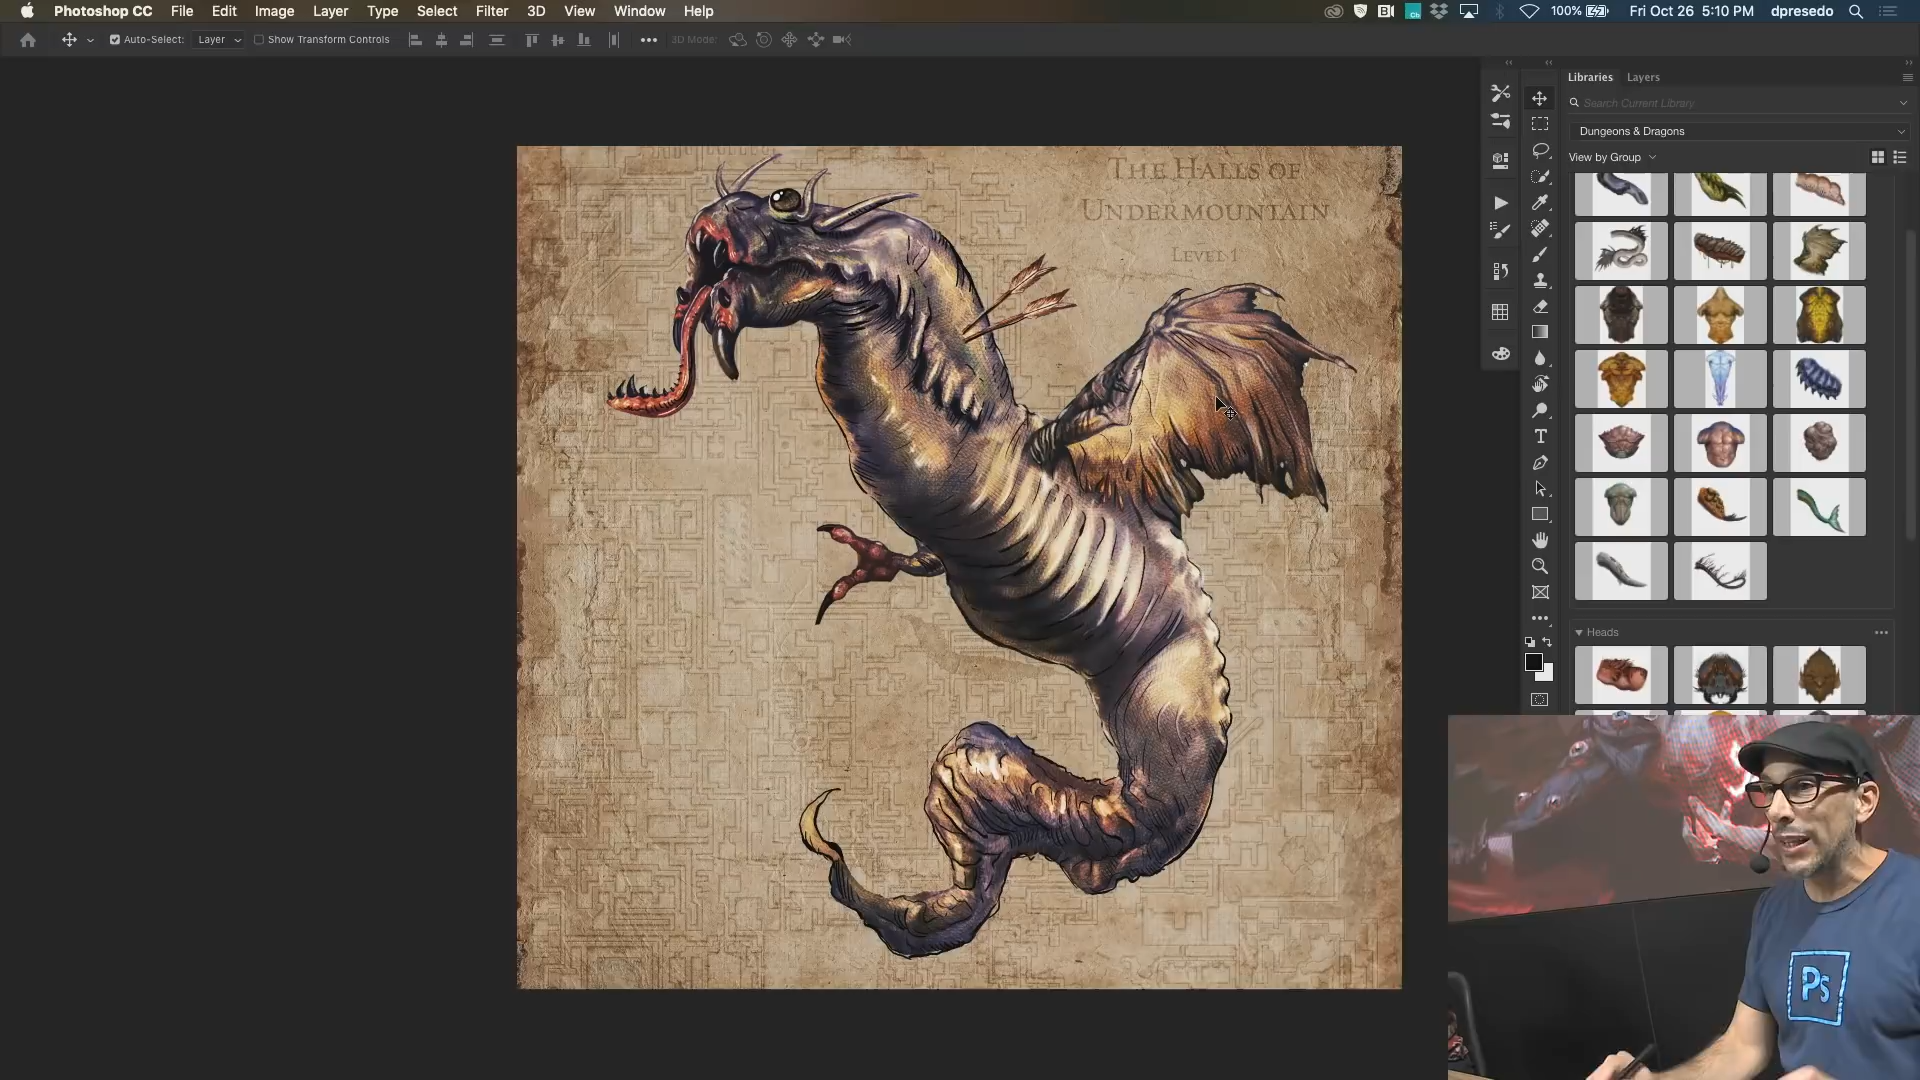 Photoshop CC File Edit Image Layer Type Select Filter 3D View Window Help 100% Fri Oct 26 5:10 PM dpresedo
Auto-Select: Layer Show Transform Controls 3D Mode:
Libraries Layers
Search Current Library
Dungeons & Dragons
View by Group
Heads
The Halls of
Undermountain
Level 1
Ps